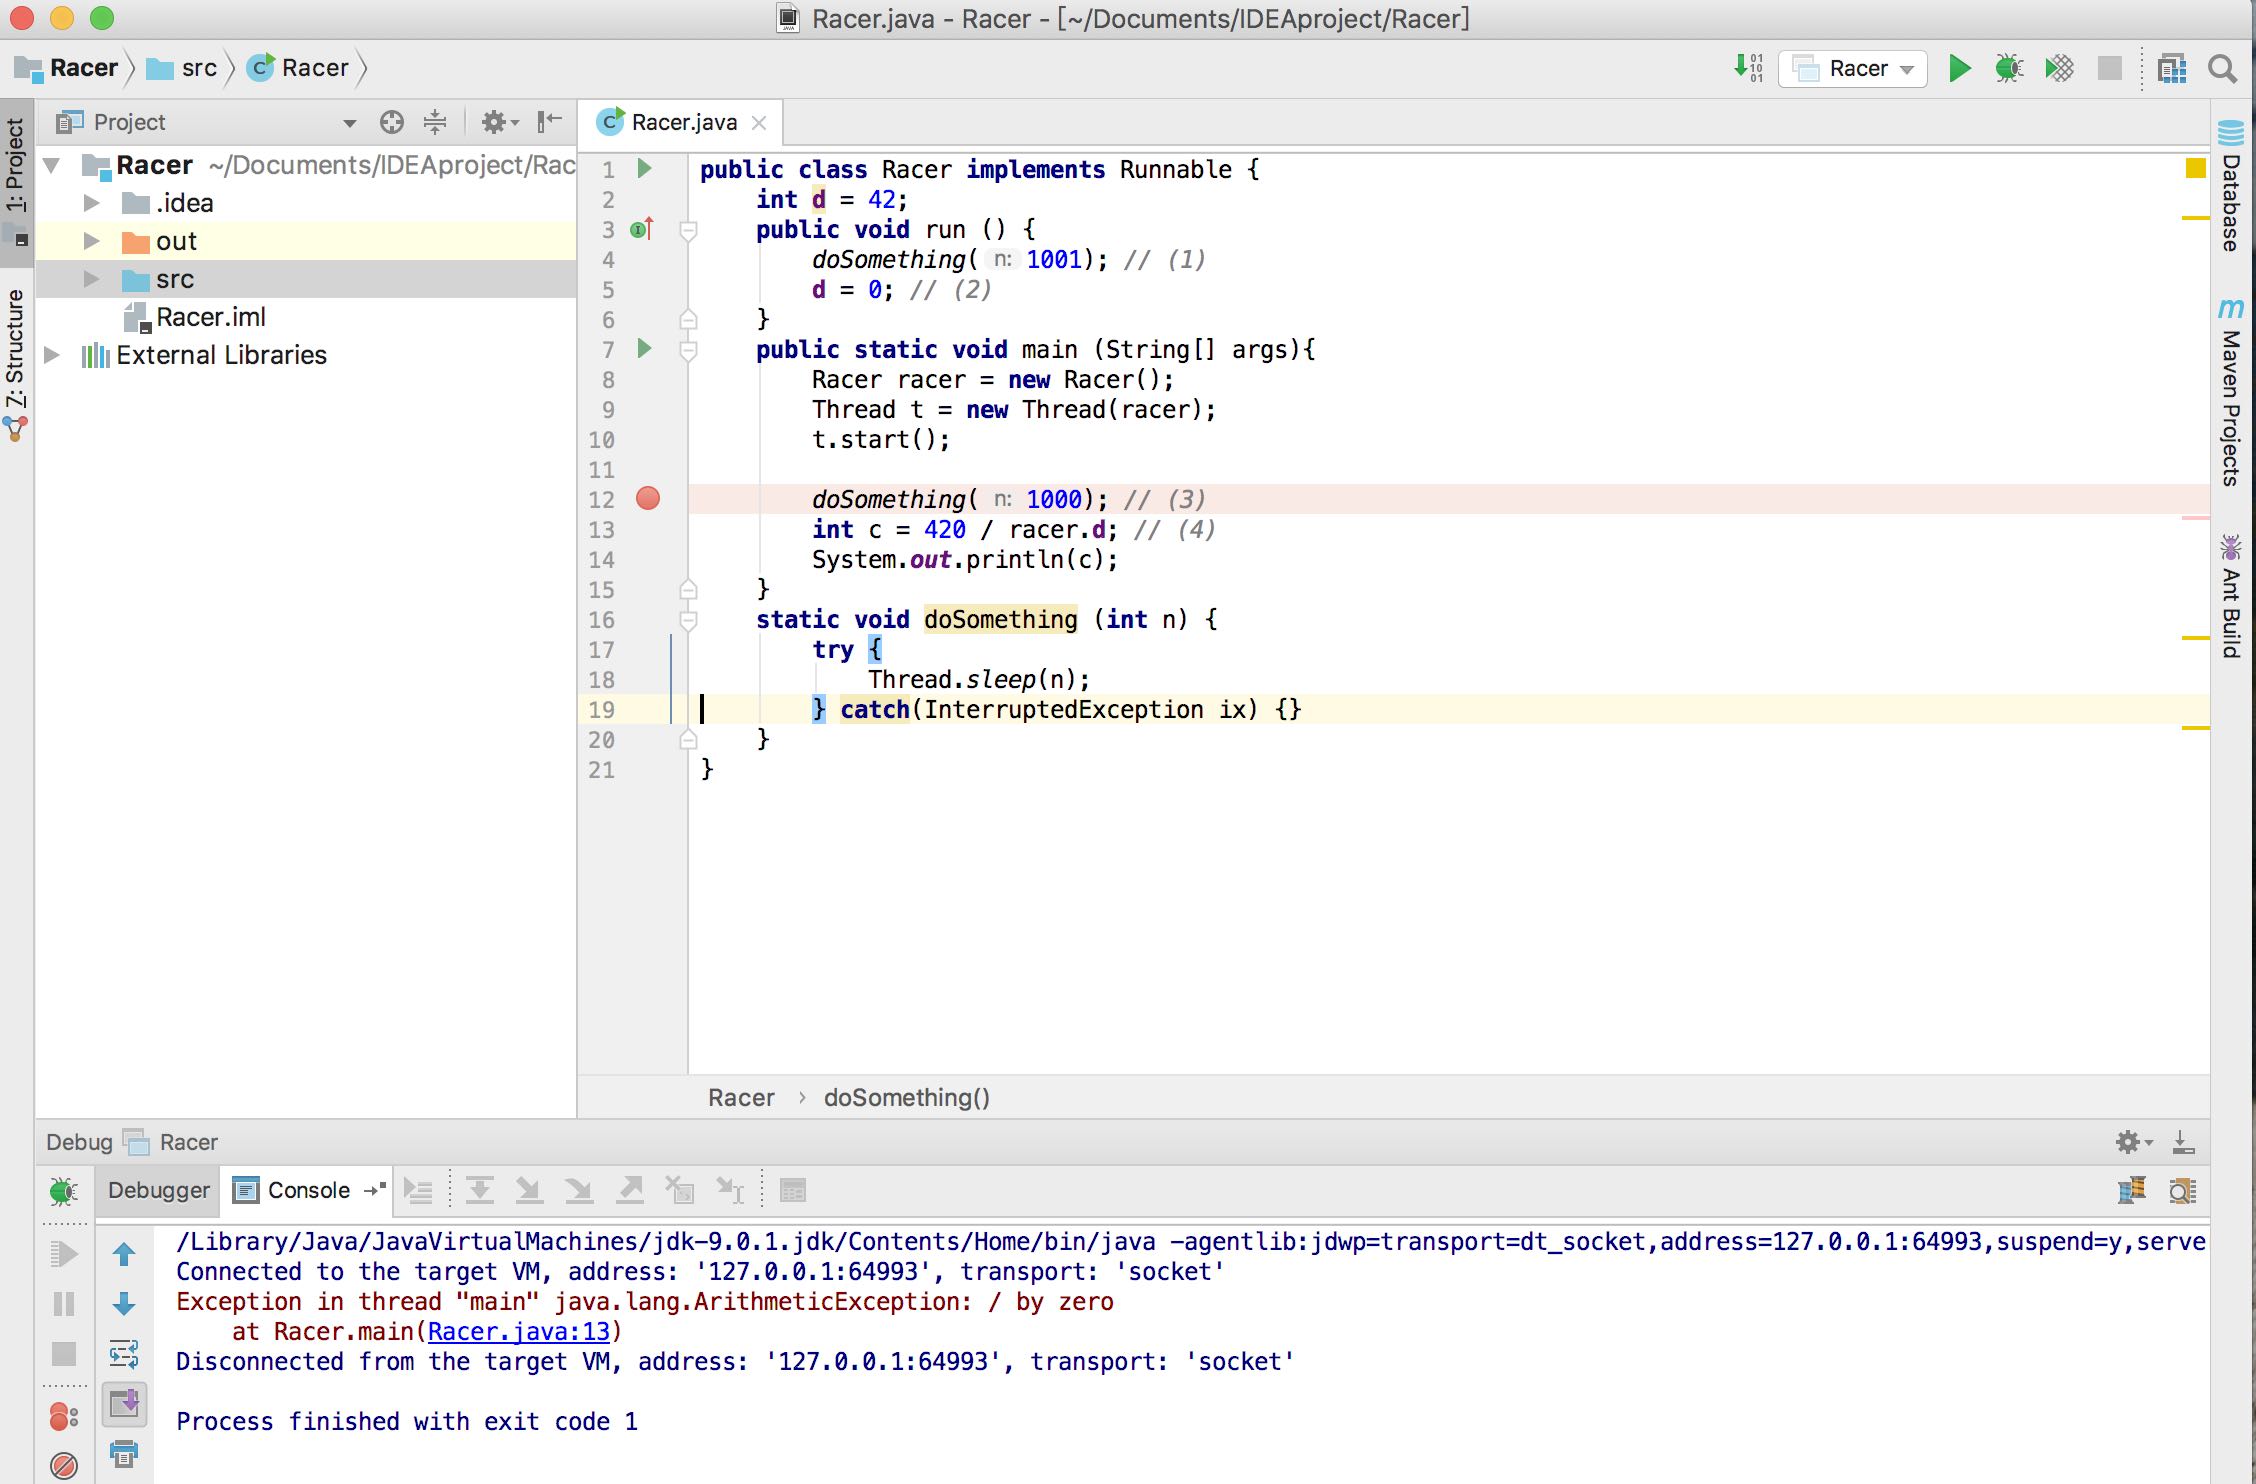 Racer.java - Racer - [~/Documents/IDEAproject/Racer]
Racer src Racer
Racer
1: Project
7: Structure
Project
Racer ~/Documents/IDEAproject/Rac
.idea
out
src
Racer.iml
External Libraries
Racer.java
1 public class Racer implements Runnable {
2     int d = 42;
3     public void run () {
4         doSomething( n: 1001); // (1)
5         d = 0; // (2)
6     }
7     public static void main (String[] args){
8         Racer racer = new Racer();
9         Thread t = new Thread(racer);
10         t.start();
11
12         doSomething( n: 1000); // (3)
13         int c = 420 / racer.d; // (4)
14         System.out.println(c);
15     }
16     static void doSomething (int n) {
17         try {
18             Thread.sleep(n);
19         } catch(InterruptedException ix) {}
20     }
21 }
Racer › doSomething()
Database
Maven Projects
Ant Build
Debug Racer
Debugger Console
/Library/Java/JavaVirtualMachines/jdk-9.0.1.jdk/Contents/Home/bin/java -agentlib:jdwp=transport=dt_socket,address=127.0.0.1:64993,suspend=y,serve
Connected to the target VM, address: '127.0.0.1:64993', transport: 'socket'
Exception in thread "main" java.lang.ArithmeticException: / by zero
    at Racer.main(Racer.java:13)
Disconnected from the target VM, address: '127.0.0.1:64993', transport: 'socket'
Process finished with exit code 1